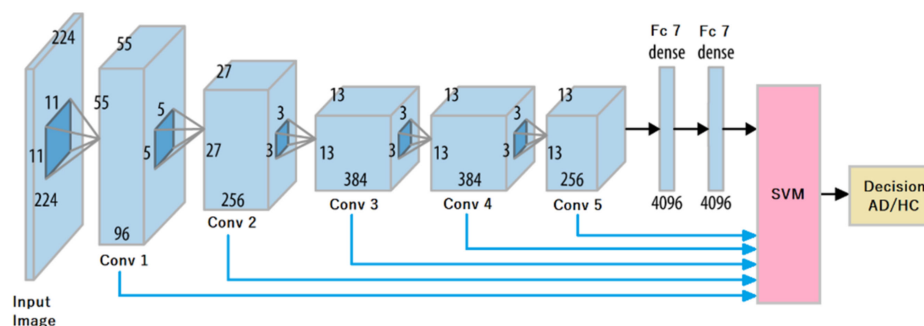 224
55
27
13
13
13
Fc 7
dense
Fc 7
dense
11
55
5
3
3
3
11
5
27
3
13
3
13
3
13
224
96
256
384
384
256
4096
4096
Conv 1
Conv 2
Conv 3
Conv 4
Conv 5
Input
Image
SVM
Decision
AD/HC